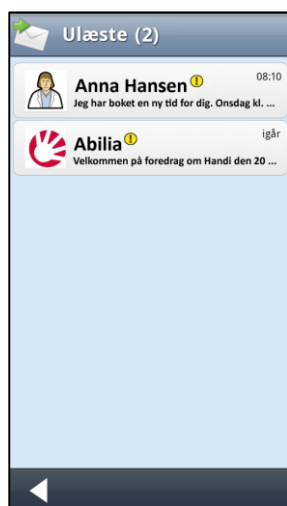 Ulæste (2)
Anna Hansen
08:10
Jeg har boket en ny tid for dig. Onsdag kl. ...
Abilia
igår
Velkommen på foredrag om Handi den 20 ...